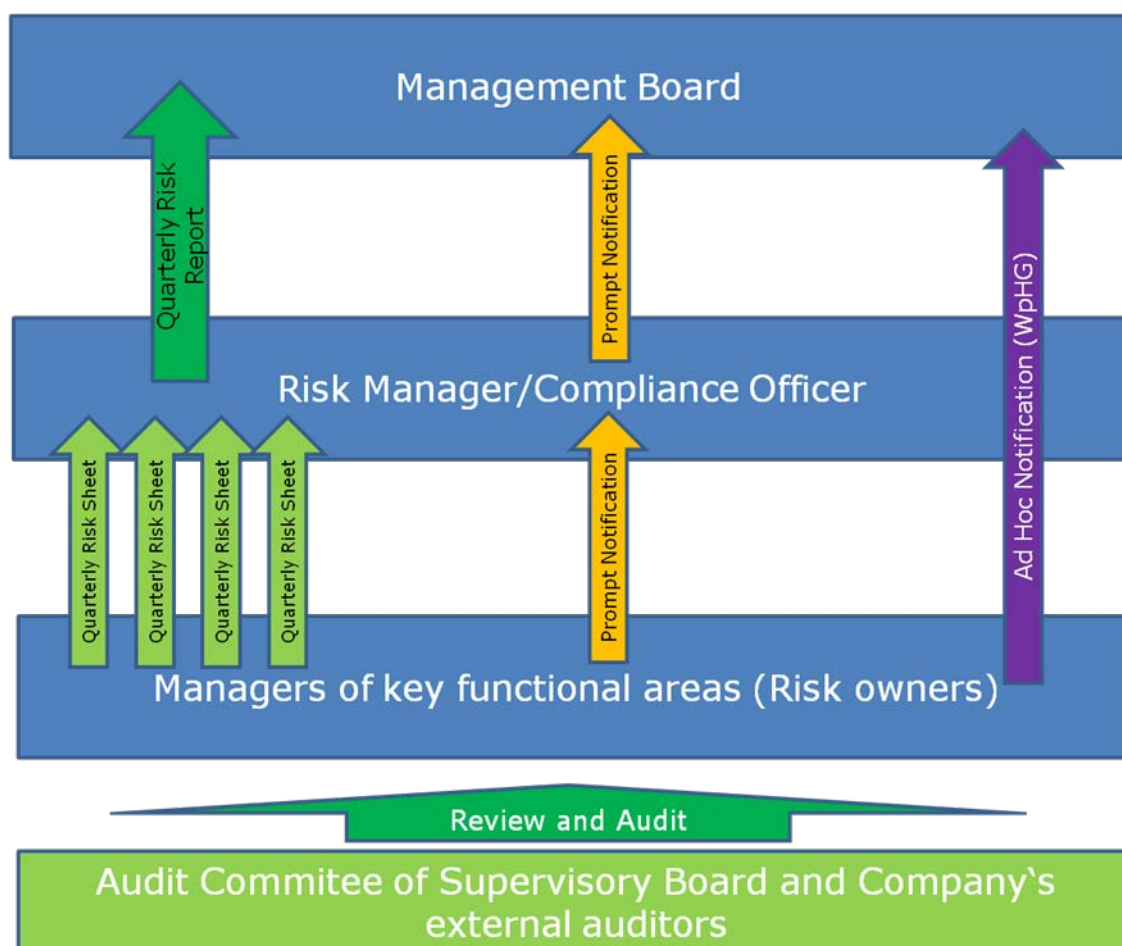 Management Board
Quarterly Risk
Report
Prompt Notification
Ad Hoc Notification (WpHG)
Risk Manager/Compliance Officer
Quarterly Risk Sheet
Quarterly Risk Sheet
Quarterly Risk Sheet
Quarterly Risk Sheet
Prompt Notification
Managers of key functional areas (Risk owners)
Review and Audit
Audit Commitee of Supervisory Board and Company‘s
external auditors